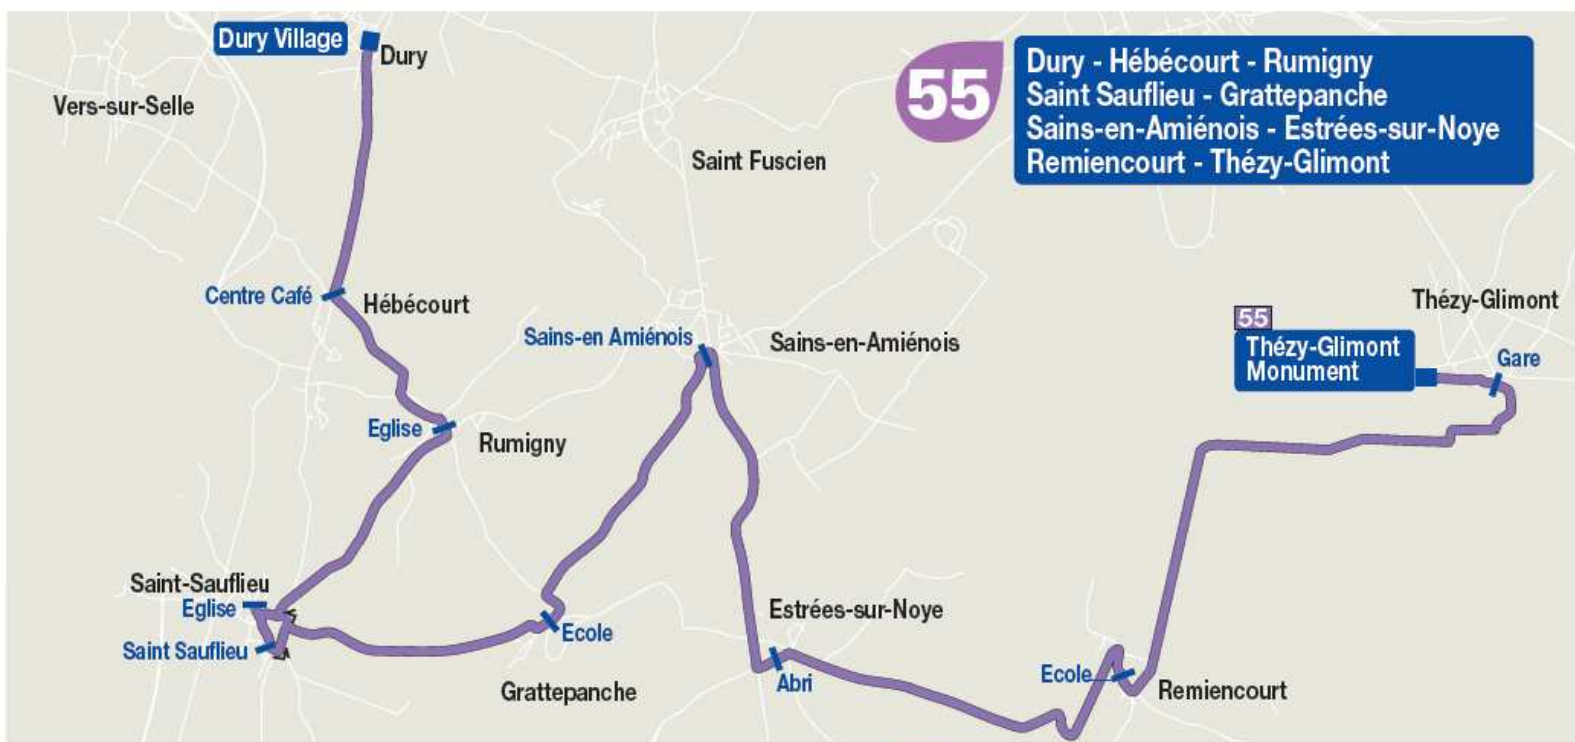 Dury Village
Dury
55
Dury - Hébécourt - Rumigny
Saint Sauflieu - Grattepanche
Sains-en-Amiénois - Estrées-sur-Noye
Remiencourt - Thézy-Glimont
Vers-sur-Selle
Saint Fuscien
Centre Café
Hébécourt
Thézy-Glimont
55
Thézy-Glimont
Monument
Gare
Sains-en Amiénois
Sains-en-Amiénois
Eglise
Rumigny
Saint-Sauflieu
Eglise
Saint Sauflieu
Ecole
Grattepanche
Estrées-sur-Noye
Abri
Ecole
Remiencourt